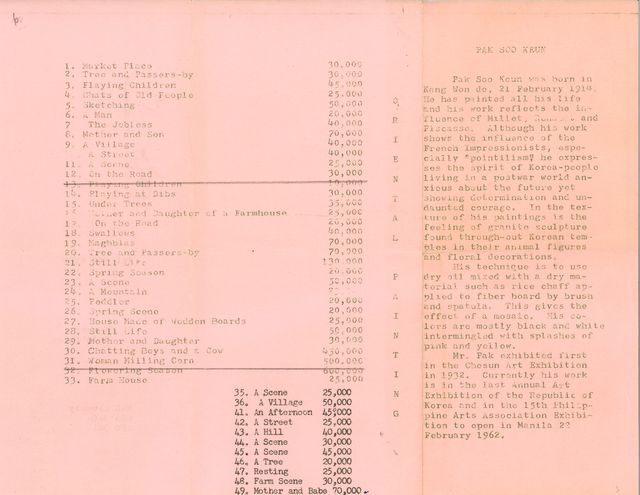 1. Market Place 30,000
2. Tree and Passers-by 30,000
3. Playing Children 45,000
4. Chats of Old People 25,000
5. Sketching 50,000
6. A Man 20,000
7 The Jobless 40,000
8. Mother and Son 70,000
9. A Village 40,000
A Street 40,000
11. A Scene 25,000
12. On the Road 30,000
13. Playing Children
14. Playing at Dibs 30,000
15. Under Trees 35,000
Mother and Daughter of a Farmhouse 25,000
On the Road 20,000
18. Swallows 40,000
19. Maghbias 70,000
20. Tree and Passers-by 70,000
21. Still Life 130,000
22. Spring Season 20,000
23. A Scene 50,000
24. A Mountain
25. Peddler 20,000
26. Spring Scene 20,000
27. House Made of Wodden Boards 25,000
28. Still Life 50,000
29. Mother and Daughter 30,000
30. Chatting Boys and a Cow 450,000
31. Woman Milling Corn 500,000
32. Flowering Season 600,000
33. Farm House 25,000
35. A Scene 25,000
36. A Village 50,000
41. An Afternoon 45,000
42. A Street 25,000
43. A Hill 40,000
44. A Scene 30,000
45. A Scene 45,000
46. A Tree 20,000
47. Resting 25,000
48. Farm Scene 30,000
49. Mother and Babe 70,000
O
R
I
E
N
T
A
L
P
A
I
N
T
I
N
G
PAK SOO KEUN
Pak Soo Keun was born in
Kang Won do, 21 February 1914.
He has painted all his life
and his work reflects the in-
fluence of Millet, and
Picasso. Although his work
shows the influence of the
French Impressionists, espe-
cially "pointilism" he expres-
ses the spirit of Korea-people
living in a postwar world an-
xious about the future yet
showing determination and un-
daunted courage. In the tex-
ture of his paintings is the
feeling of granite sculpture
found through-out Korean tem-
ples in their animal figures
and floral decorations.
His technique is to use
dry oil mixed with a dry ma-
torial such as rice chaff ap-
plied to fiber board by brush
and spatula. This gives the
effect of a mosaic. His co-
lors are mostly black and white
intermingled with splashes of
pink and yellow.
Mr. Pak exhibited first
in the Chosun Art Exhibition
in 1932. Currently his work
is in the last Annual Art
Exhibition of the Republic of
Korea and in the 15th Philip-
pine Arts Association Exhibi-
tion to open in Manila 22
February 1962.